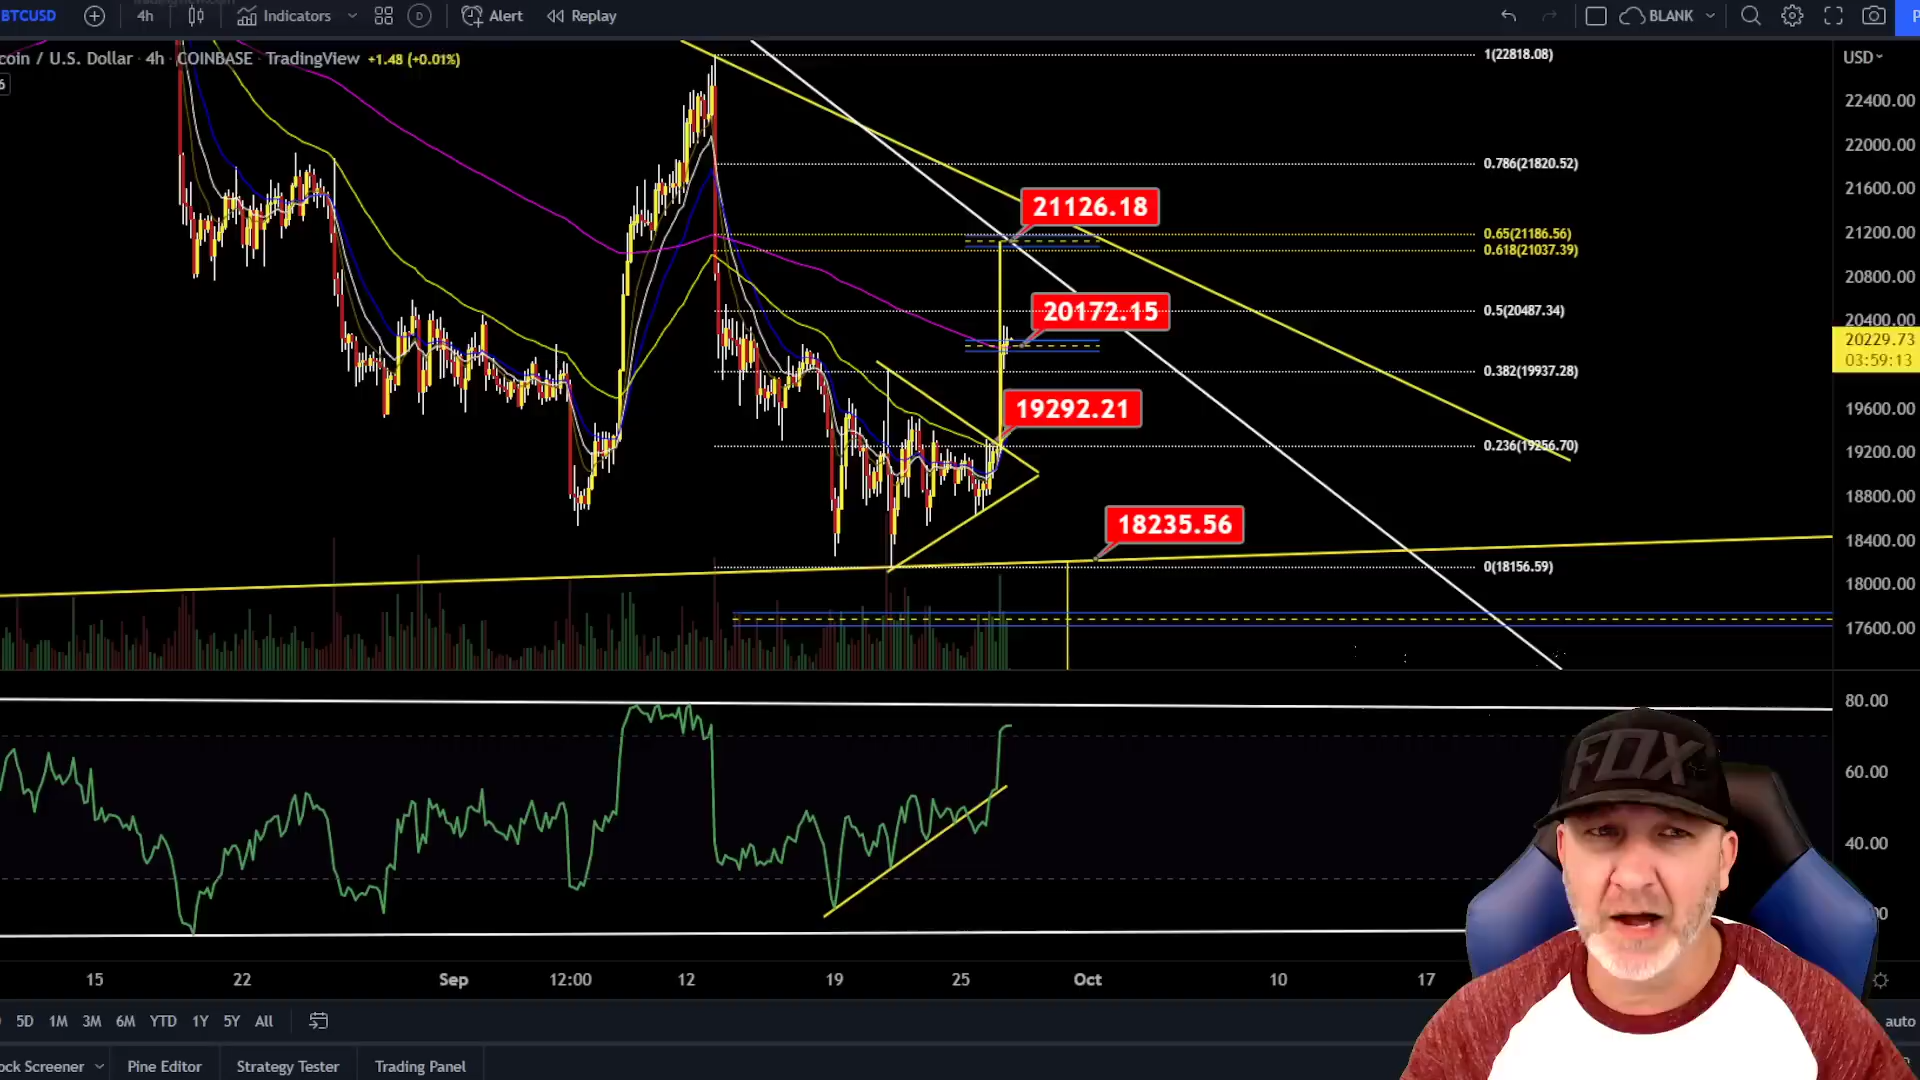 BTCUSD
4h
Indicators
D
Alert
Replay
BLANK
P
coin / U.S. Dollar · 4h · COINBASE · TradingView +1.48 (+0.01%)
6
USD
1(22818.08)
22400.00
22000.00
0.786(21820.52)
21600.00
21126.18
0.65(21186.56)
21200.00
0.618(21037.39)
20800.00
20172.15
0.5(20487.34)
20400.00
20229.73
03:59:13
0.382(19937.28)
19292.21
19600.00
0.236(19256.70)
19200.00
18800.00
18235.56
18400.00
0(18156.59)
18000.00
17600.00
80.00
60.00
40.00
FOX
15
22
Sep
12:00
12
19
25
Oct
10
17
5D
1M
3M
6M
YTD
1Y
5Y
All
auto
ock Screener
Pine Editor
Strategy Tester
Trading Panel